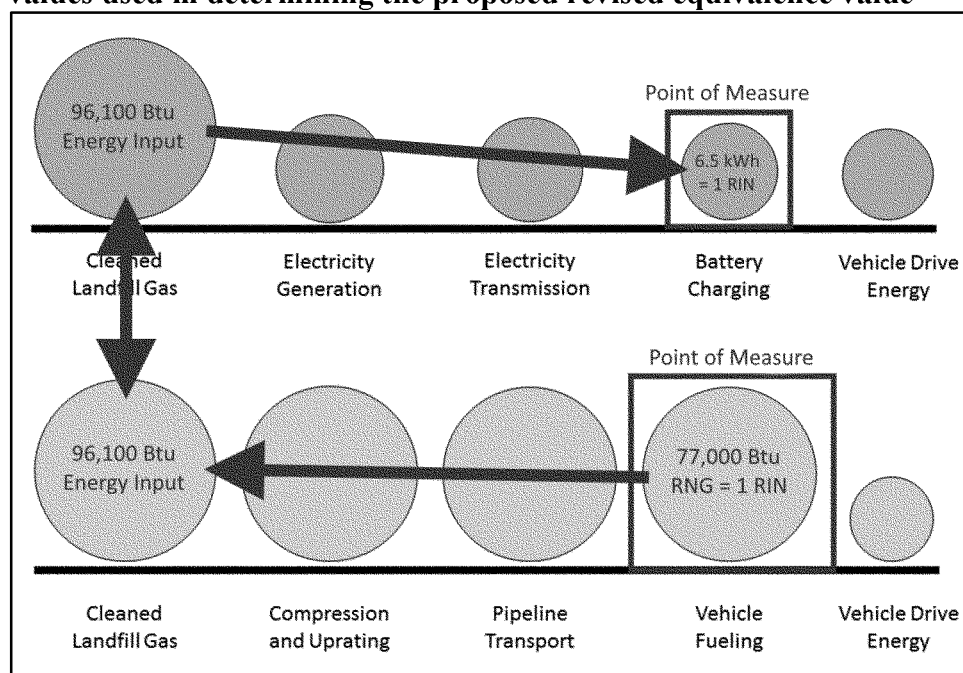 values used in determining the proposed revised equivalence value
Point of Measure
96,100 Btu
Energy Input
6.5 kWh
= 1 RIN
Cleaned
Landfill Gas
Electricity
Generation
Electricity
Transmission
Battery
Charging
Vehicle Drive
Energy
Point of Measure
96,100 Btu
Energy Input
77,000 Btu
RNG = 1 RIN
Cleaned
Landfill Gas
Compression
and Uprating
Pipeline
Transport
Vehicle
Fueling
Vehicle Drive
Energy